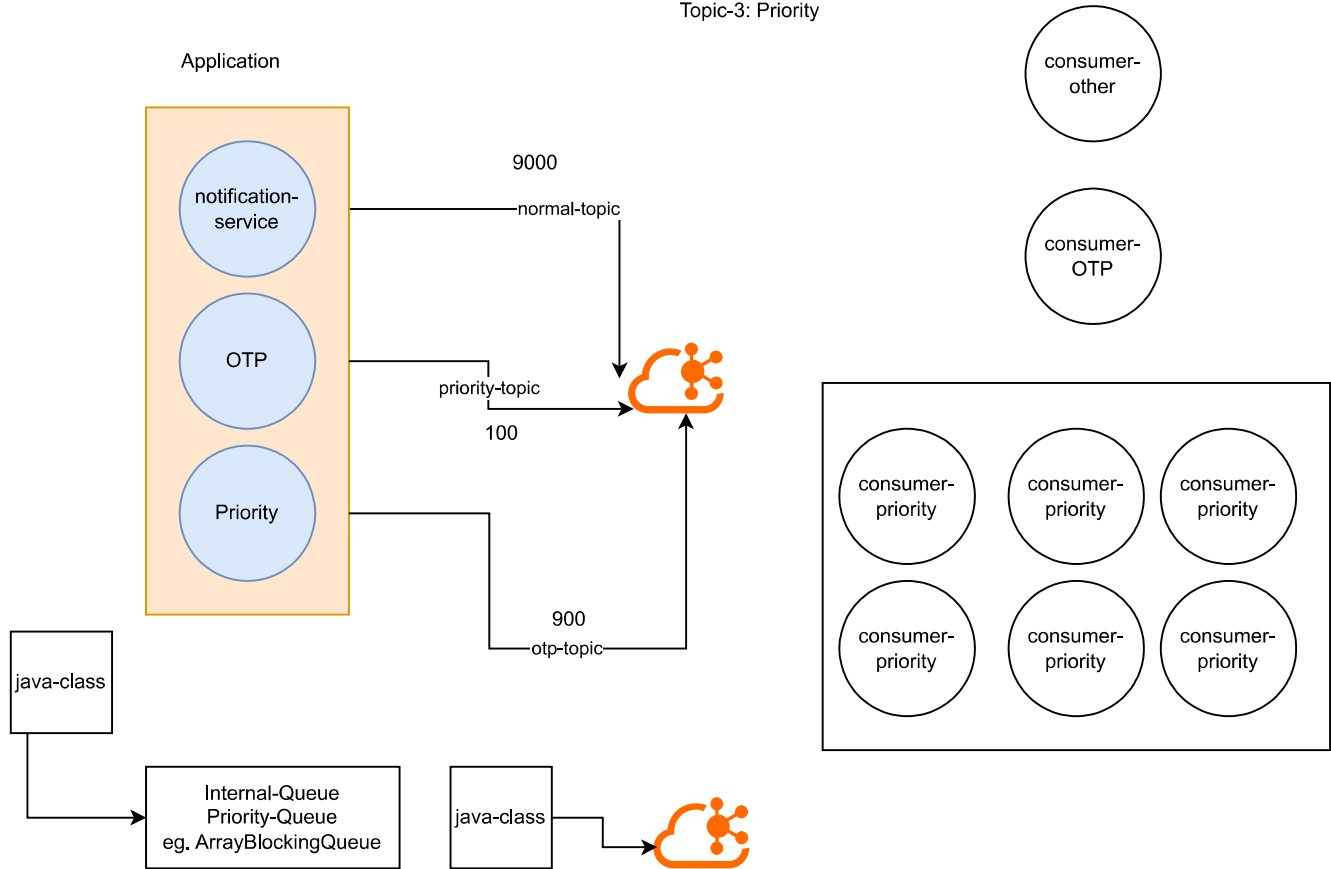 Topic-3: Priority
Application
consumer-
other
9000
notification-
service
normal-topic
consumer-
OTP
OTP
priority-topic
100
Priority
consumer-
priority
consumer-
priority
consumer-
priority
900
otp-topic
consumer-
priority
consumer-
priority
consumer-
priority
java-class
Internal-Queue
Priority-Queue
eg. ArrayBlockingQueue
java-class